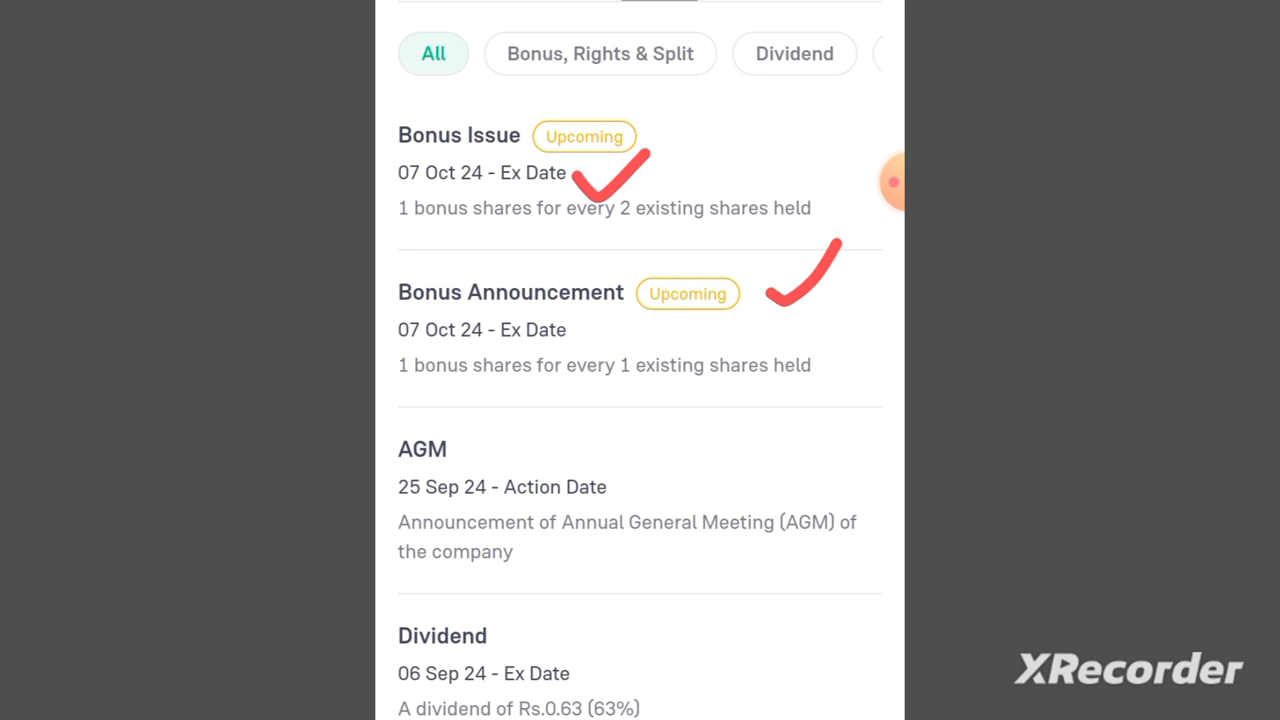 All
Bonus, Rights & Split
Dividend
Bonus Issue
Upcoming
07 Oct 24 - Ex Date
1 bonus shares for every 2 existing shares held
Bonus Announcement
Upcoming
07 Oct 24 - Ex Date
1 bonus shares for every 1 existing shares held
AGM
25 Sep 24 - Action Date
Announcement of Annual General Meeting (AGM) of
the company
Dividend
06 Sep 24 - Ex Date
A dividend of Rs.0.63 (63%)
XRecorder